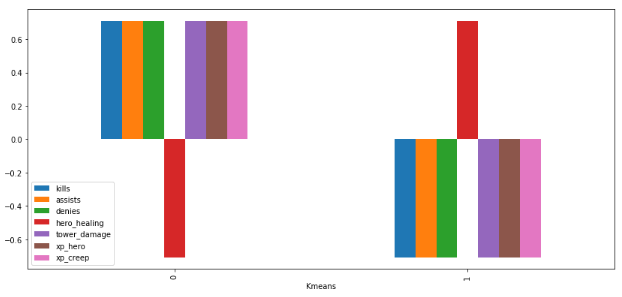 0.6
0.4
0.2
0.0
−0.2
−0.4
−0.6
kills
assists
denies
hero_healing
tower_damage
xp_hero
xp_creep
0
1
Kmeans